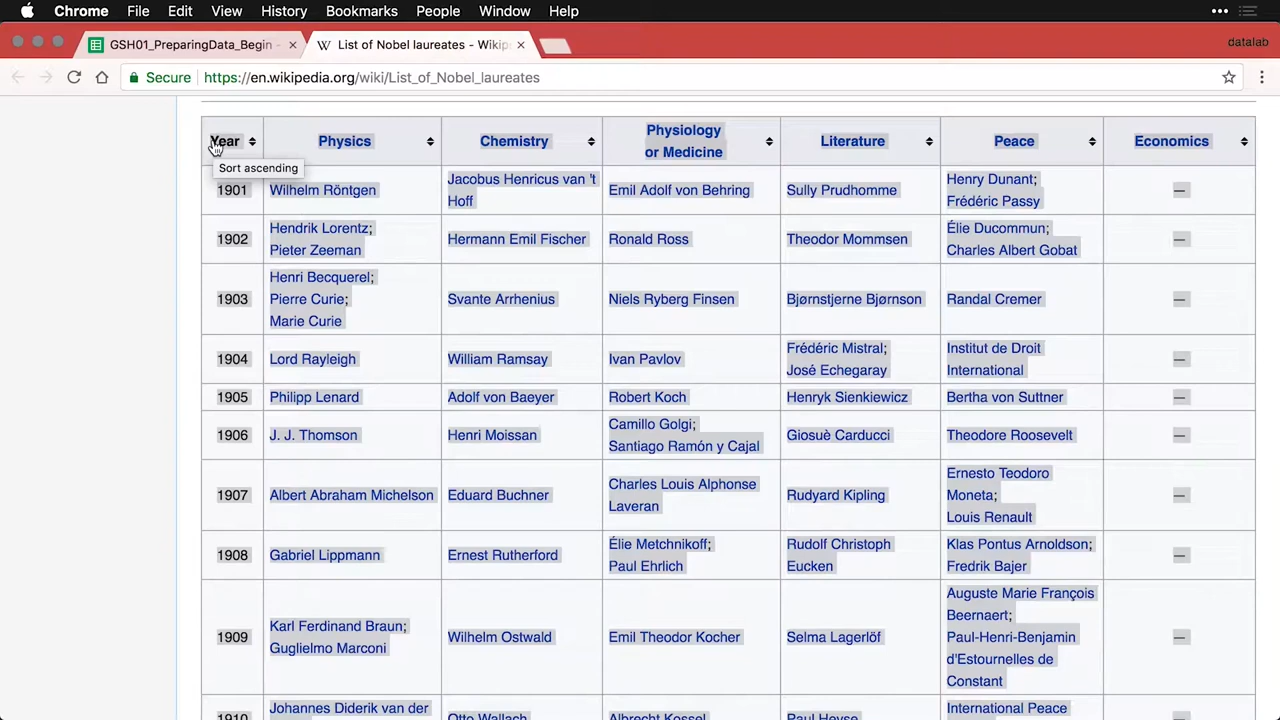 Chrome File Edit View History Bookmarks People Window Help
GSH01_PreparingData_Begin - List of Nobel laureates - Wikip datalab
Secure https://en.wikipedia.org/wiki/List_of_Nobel_laureates
Year Physics Chemistry Physiology or Medicine Literature Peace Economics
Sort ascending
1901 Wilhelm Röntgen Jacobus Henricus van 't Hoff Emil Adolf von Behring Sully Prudhomme Henry Dunant; Frédéric Passy —
1902 Hendrik Lorentz; Pieter Zeeman Hermann Emil Fischer Ronald Ross Theodor Mommsen Élie Ducommun; Charles Albert Gobat —
1903 Henri Becquerel; Pierre Curie; Marie Curie Svante Arrhenius Niels Ryberg Finsen Bjørnstjerne Bjørnson Randal Cremer —
1904 Lord Rayleigh William Ramsay Ivan Pavlov Frédéric Mistral; José Echegaray Institut de Droit International —
1905 Philipp Lenard Adolf von Baeyer Robert Koch Henryk Sienkiewicz Bertha von Suttner —
1906 J. J. Thomson Henri Moissan Camillo Golgi; Santiago Ramón y Cajal Giosuè Carducci Theodore Roosevelt —
1907 Albert Abraham Michelson Eduard Buchner Charles Louis Alphonse Laveran Rudyard Kipling Ernesto Teodoro Moneta; Louis Renault —
1908 Gabriel Lippmann Ernest Rutherford Élie Metchnikoff; Paul Ehrlich Rudolf Christoph Eucken Klas Pontus Arnoldson; Fredrik Bajer —
1909 Karl Ferdinand Braun; Guglielmo Marconi Wilhelm Ostwald Emil Theodor Kocher Selma Lagerlöf Auguste Marie François Beernaert; Paul-Henri-Benjamin d'Estournelles de Constant —
1910 Johannes Diderik van der Otto Wallach Albrecht Kossel Paul Heyse International Peace